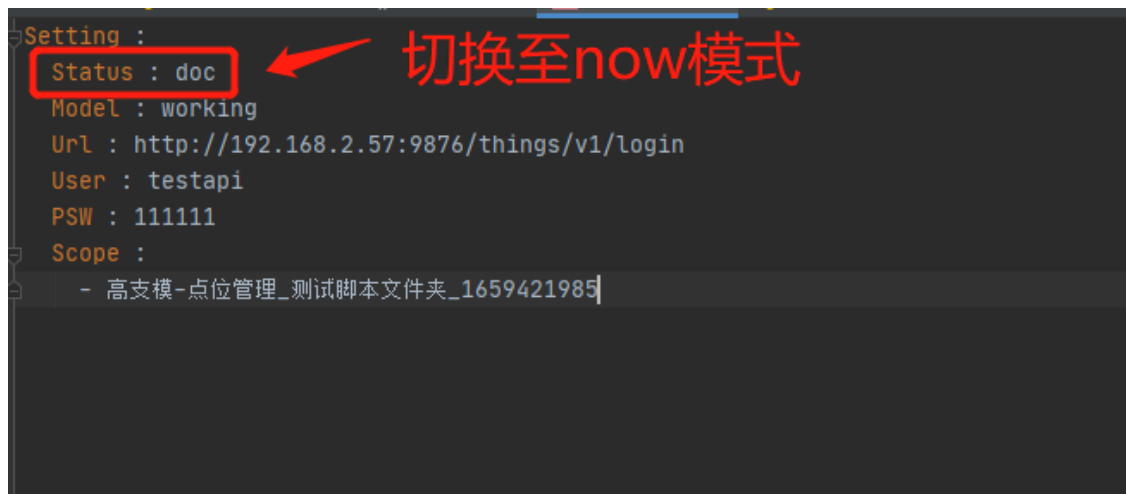 Setting :
Status : doc
切换至now模式
Model : working
Url : http://192.168.2.57:9876/things/v1/login
User : testapi
PSW : 111111
Scope :
- 高支模-点位管理_测试脚本文件夹_1659421985